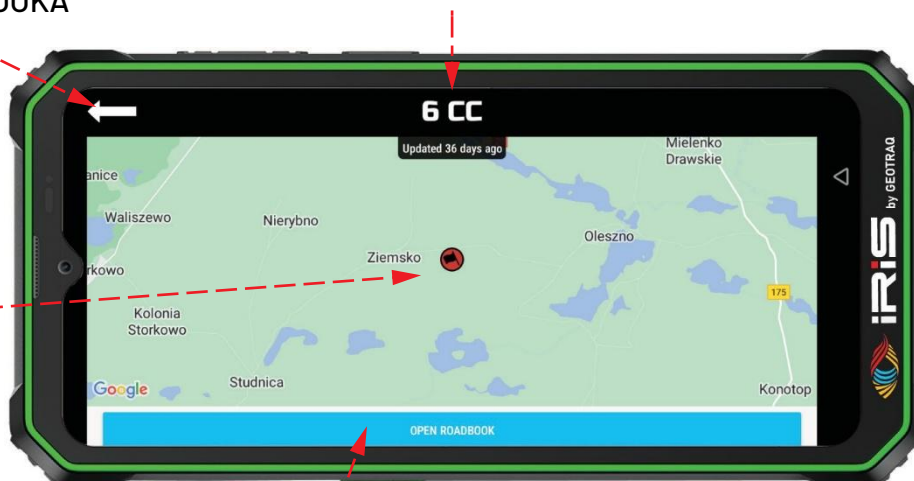 6 CC
Updated 36 days ago
Mielenko
Drawskie
anice
Waliszewo
Nierybno
Oleszno
Ziemsko
rkowo
175
Kolonia
Storkowo
Studnica
Google
Konotop
OPEN ROADBOOK
iRiS by GEOTRAQ